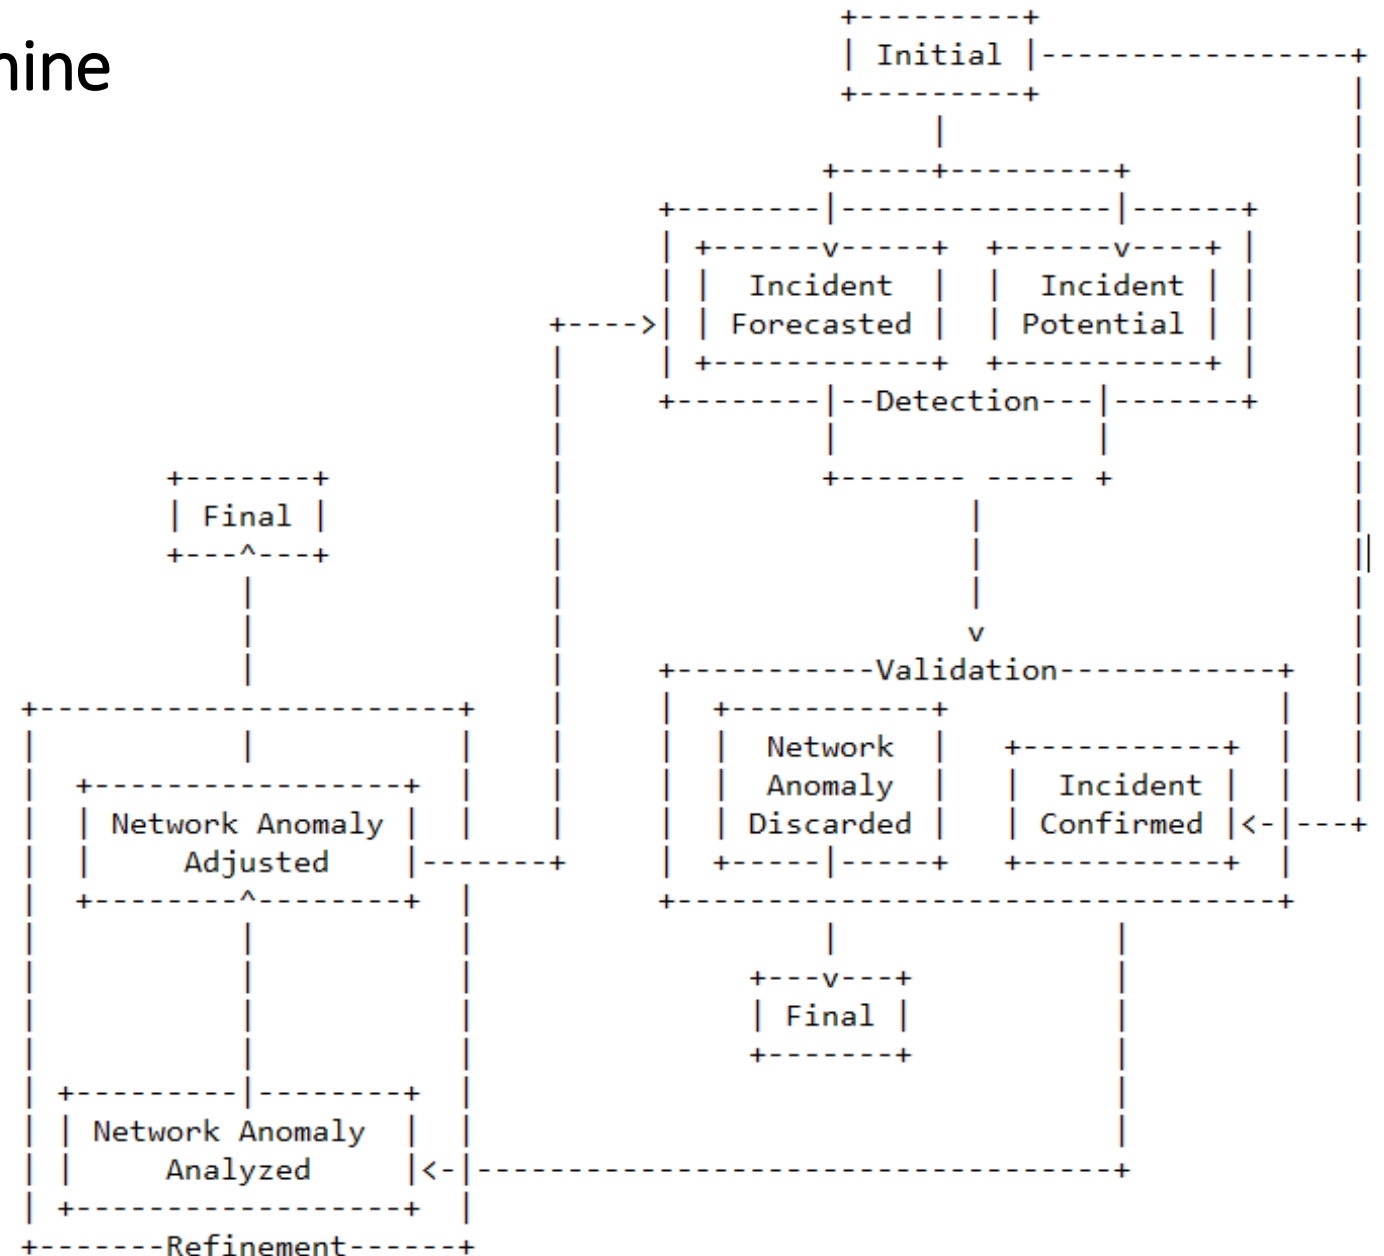 hine
Initial
Incident
Forecasted
Incident
Potential
Detection
Final
Validation
Network
Anomaly
Discarded
Incident
Confirmed
Network Anomaly
Adjusted
Final
Network Anomaly
Analyzed
Refinement